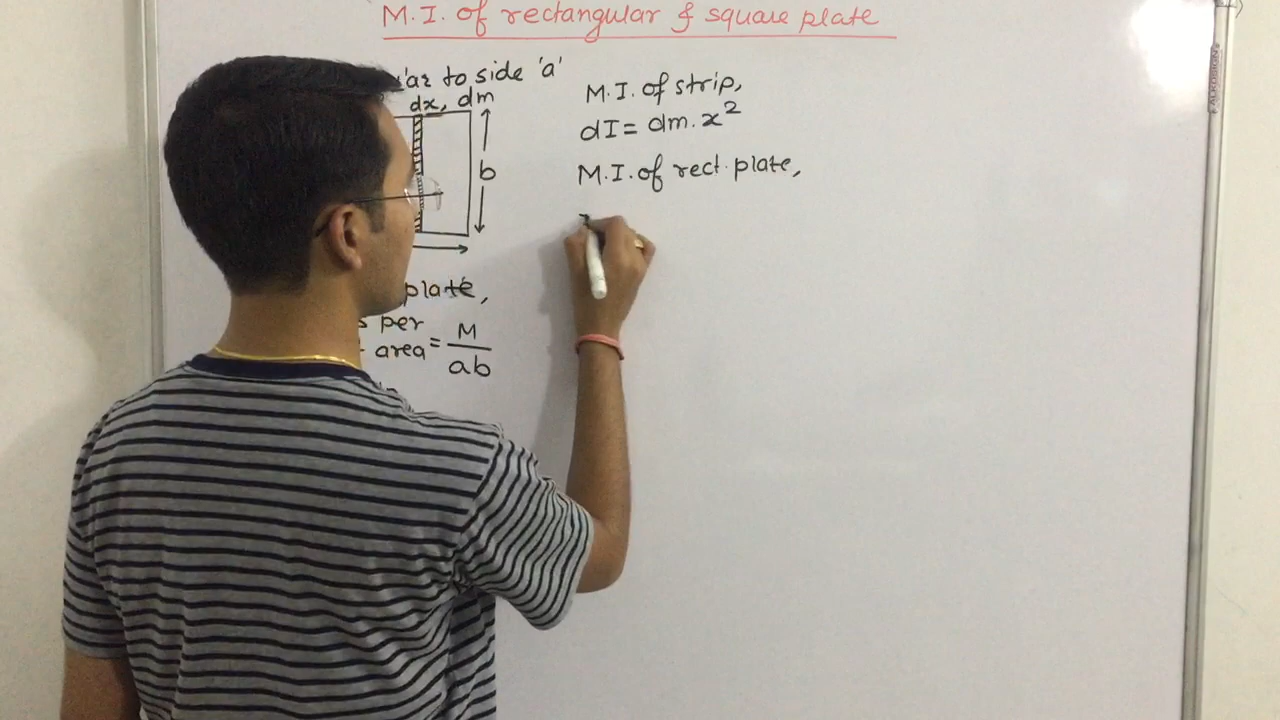 M.I. of rectangular & square plate
'ar to side 'a'
dx, dm
b
plate,
s per
area = M
ab
M.I. of strip,
dI = dm. x²
M.I. of rect. plate,